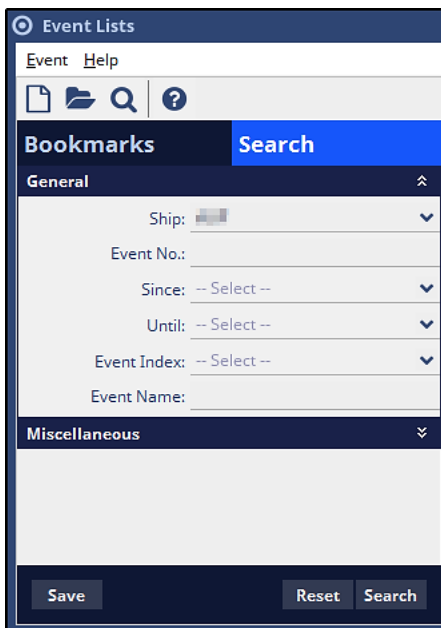 Event Lists
Event Help
Bookmarks Search
General
Ship:
Event No.:
Since: -- Select --
Until: -- Select --
Event Index: -- Select --
Event Name:
Miscellaneous
Save Reset Search